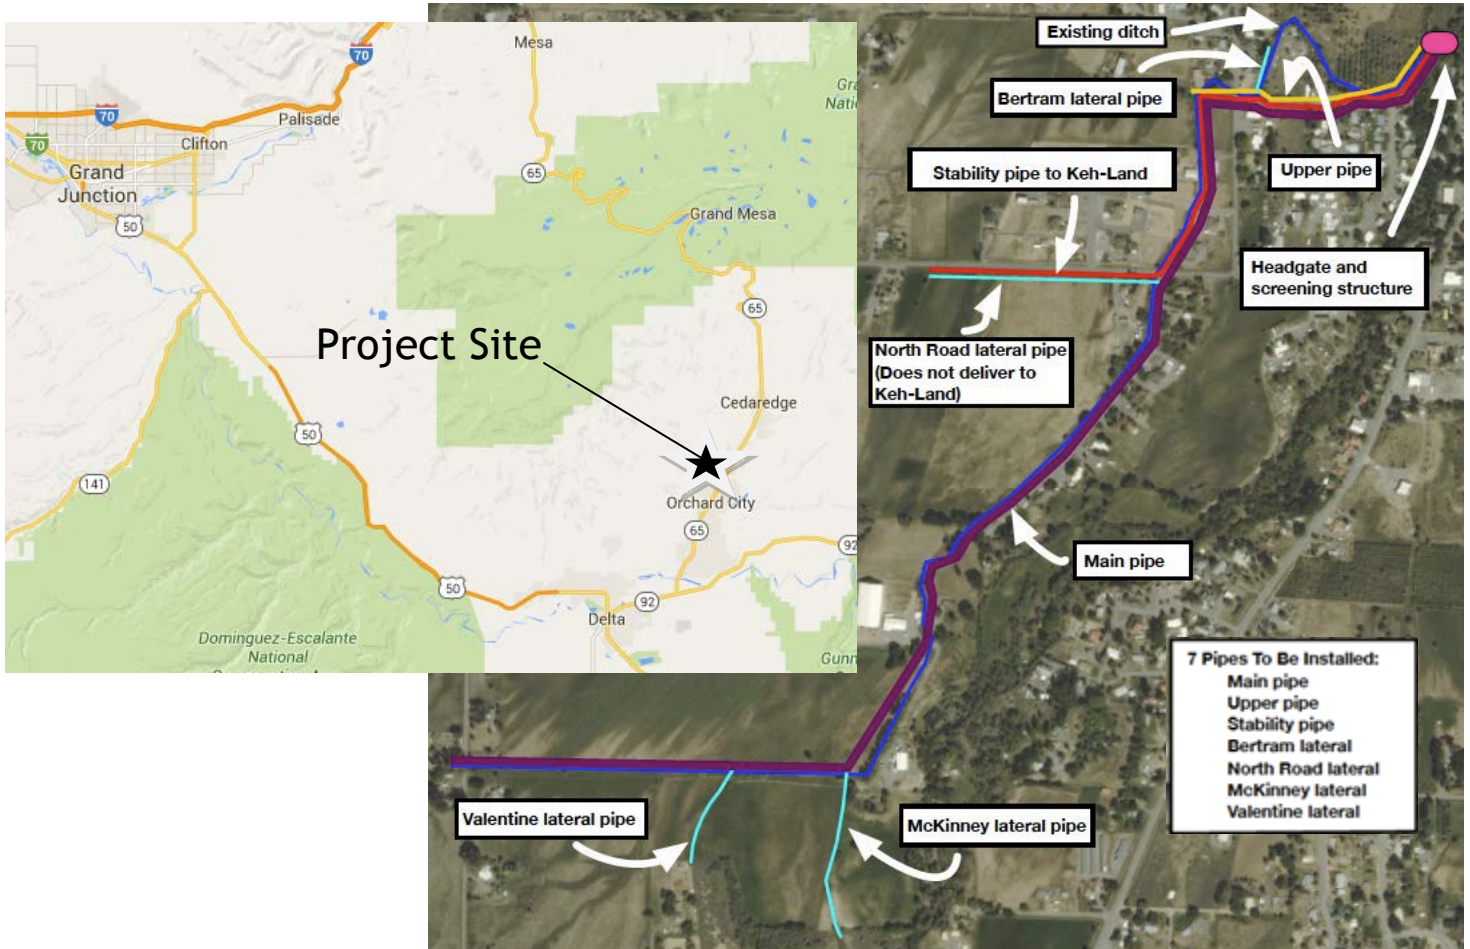 Mesa
70
70
70
Palisade
Clifton
Grand
Junction
65
50
Gra
Natio
Grand Mesa
65
Project Site
Cedaredge
50
141
Orchard City
65
92
50
92
Delta
Dominguez-Escalante
National
Gunn
Existing ditch
Bertram lateral pipe
Stability pipe to Keh-Land
Upper pipe
Headgate and
screening structure
North Road lateral pipe
(Does not deliver to
Keh-Land)
Main pipe
7 Pipes To Be Installed:
Main pipe
Upper pipe
Stability pipe
Bertram lateral
North Road lateral
McKinney lateral
Valentine lateral
Valentine lateral pipe
McKinney lateral pipe